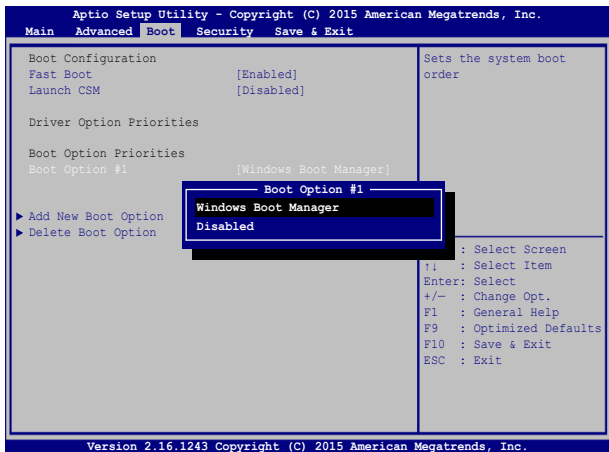 Aptio Setup Utility - Copyright (C) 2015 American Megatrends, Inc.
Main Advanced Boot Security Save & Exit
Boot Configuration
Fast Boot [Enabled]
Launch CSM [Disabled]
Driver Option Priorities
Boot Option Priorities
Boot Option #1 [Windows Boot Manager]
▶ Add New Boot Option
▶ Delete Boot Option
Boot Option #1
Windows Boot Manager
Disabled
Sets the system boot
order
: Select Screen
↑↓ : Select Item
Enter: Select
+/— : Change Opt.
F1 : General Help
F9 : Optimized Defaults
F10 : Save & Exit
ESC : Exit
Version 2.16.1243 Copyright (C) 2015 American Megatrends, Inc.